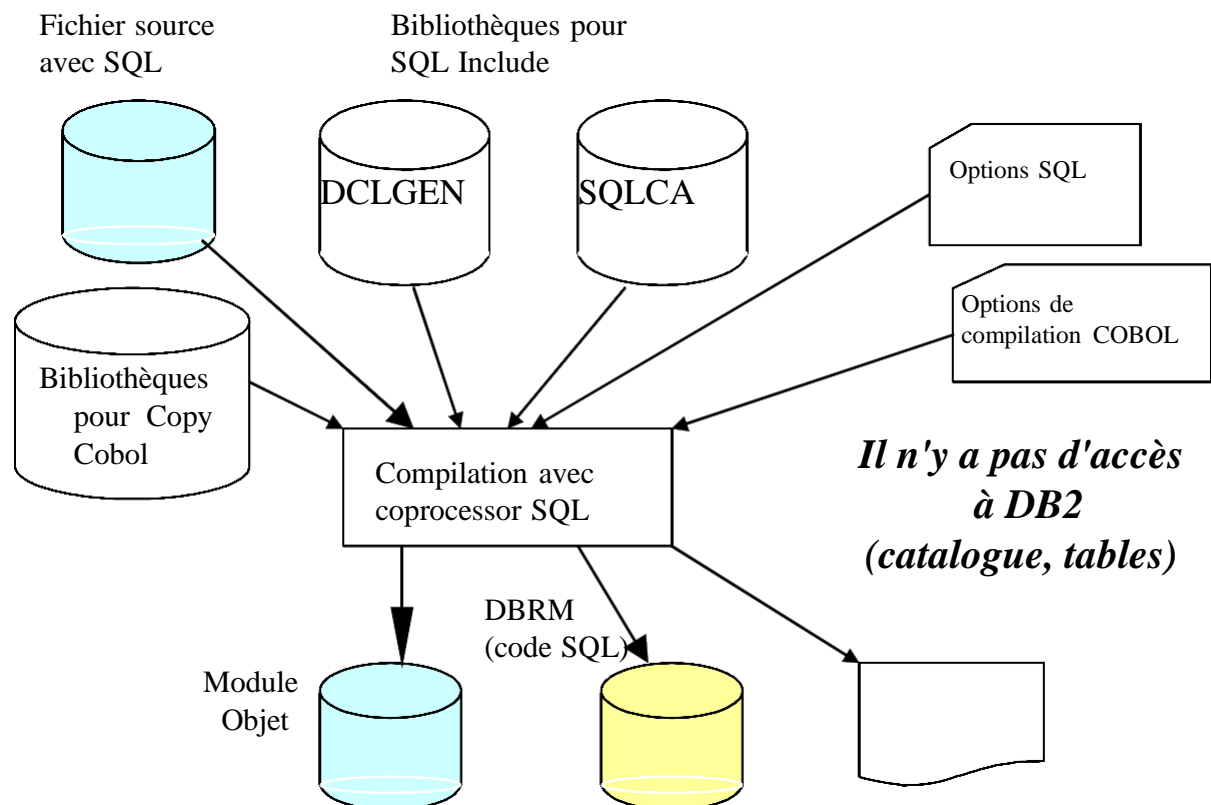 Fichier source
avec SQL
Bibliothèques pour
SQL Include
DCLGEN
SQLCA
Options SQL
Options de
compilation COBOL
Bibliothèques
pour Copy
Cobol
Compilation avec
coprocessor SQL
Il n'y a pas d'accès
à DB2
(catalogue, tables)
DBRM
(code SQL)
Module
Objet